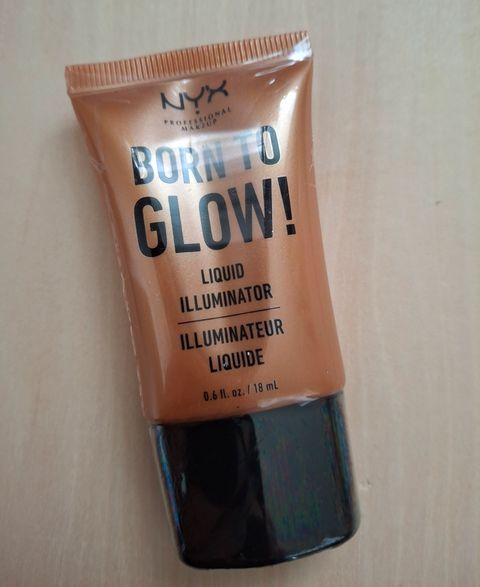 NYX
PROFESSIONAL
MAKEUP
BORN TO
GLOW!
LIQUID
ILLUMINATOR
ILLUMINATEUR
LIQUIDE
0.6 fl. oz. / 18 mL